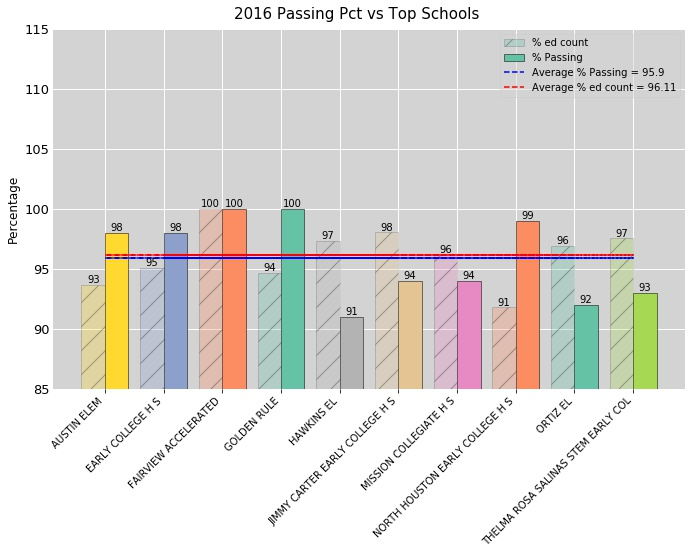 2016 Passing Pct vs Top Schools
115
110
105
100
95
90
85
Percentage
% ed count
% Passing
Average % Passing = 95.9
Average % ed count = 96.11
93
98
95
98
100
100
94
100
97
91
98
94
96
94
91
99
96
92
97
93
AUSTIN ELEM
EARLY COLLEGE H S
FAIRVIEW ACCELERATED
GOLDEN RULE
HAWKINS EL
JIMMY CARTER EARLY COLLEGE H S
MISSION COLLEGIATE H S
NORTH HOUSTON EARLY COLLEGE H S
ORTIZ EL
THELMA ROSA SALINAS STEM EARLY COL